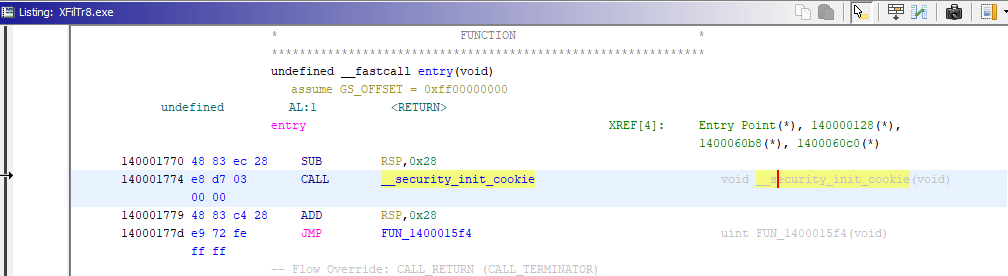 Listing: XFilTr8.exe
* FUNCTION *
**************************************************************
undefined __fastcall entry(void)
assume GS_OFFSET = 0xff00000000
undefined AL:1 <RETURN>
entry XREF[4]: Entry Point(*), 140000128(*),
1400060b8(*), 1400060c0(*)
140001770 48 83 ec 28 SUB RSP,0x28
140001774 e8 d7 03 CALL __security_init_cookie void __security_init_cookie(void)
00 00
140001779 48 83 c4 28 ADD RSP,0x28
14000177d e9 72 fe JMP FUN_1400015f4 uint FUN_1400015f4(void)
ff ff
-- Flow Override: CALL_RETURN (CALL_TERMINATOR)